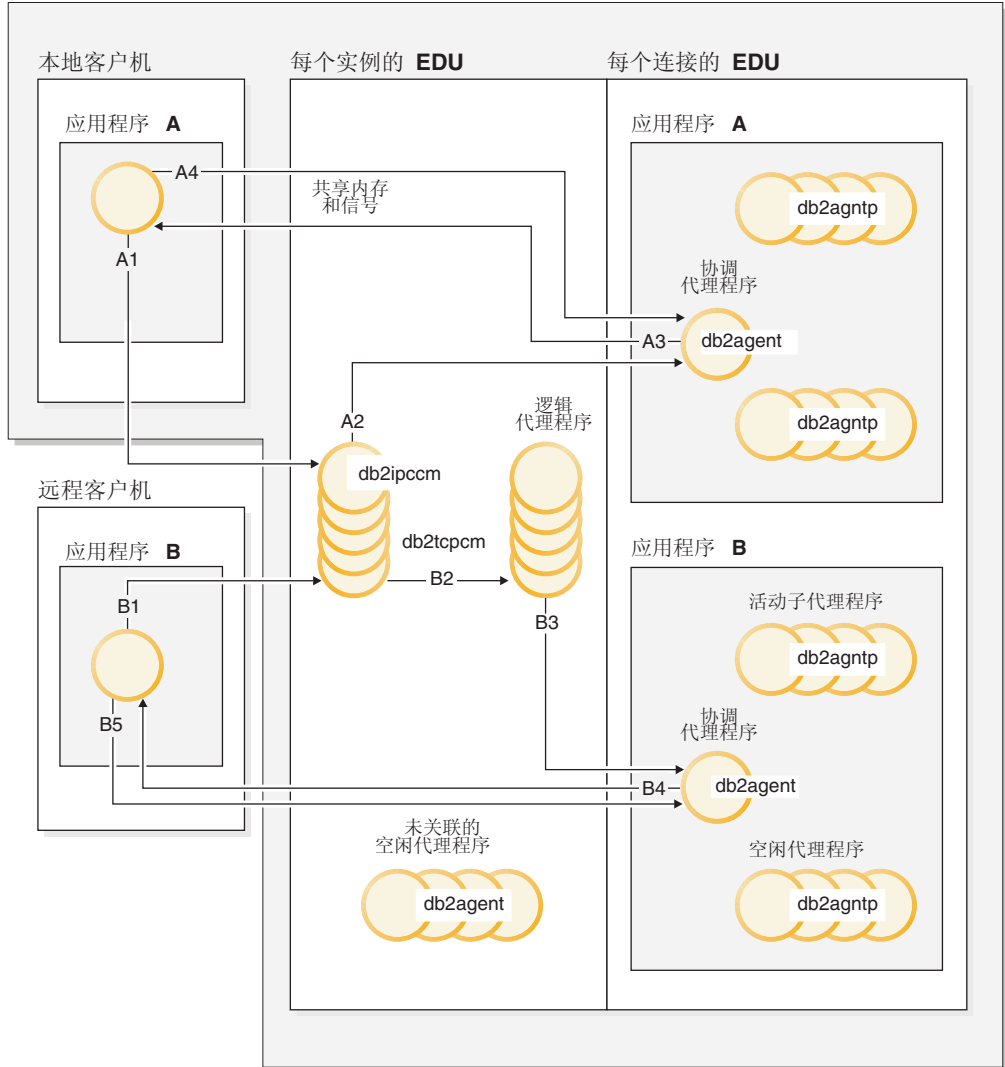 本地客户机
每个实例的 EDU
每个连接的 EDU
应用程序 A
应用程序 A
A4
共享内存
和信号
A1
db2agntp
协调
代理程序
A3
db2agent
A2
逻辑
代理程序
db2agntp
db2ipccm
远程客户机
db2tcpcm
应用程序 B
应用程序 B
B1
B2
B3
活动子代理程序
db2agntp
B5
协调
代理程序
B4
db2agent
未关联的
空闲代理程序
空闲代理程序
db2agent
db2agntp